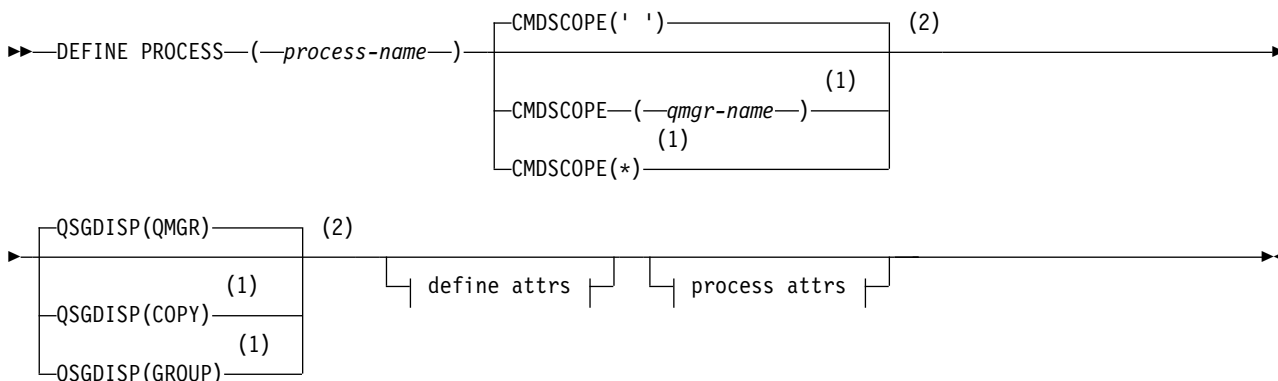 CMDSCOPE(' ') (2)
DEFINE PROCESS ( process-name )
(1)
CMDSCOPE ( qmgr-name )
(1)
CMDSCOPE(*)
QSGDISP(QMGR) (2)
define attrs process attrs
(1)
QSGDISP(COPY)
(1)
QSGDISP(GROUP)